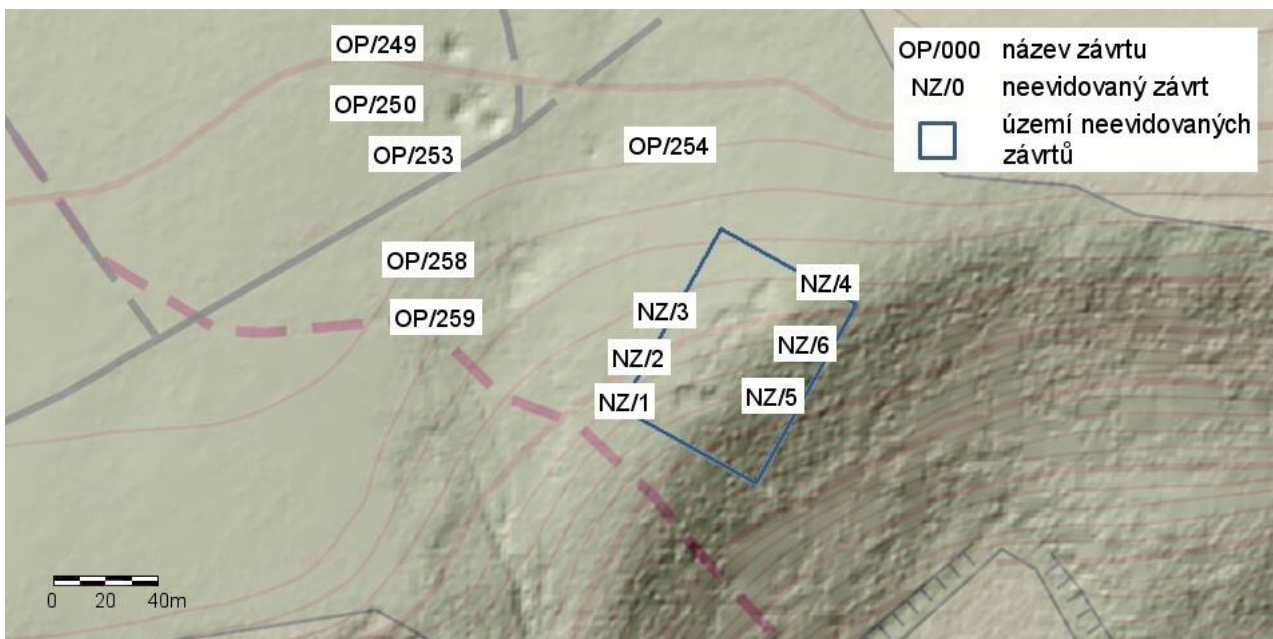 OP/249
OP/250
OP/253
OP/254
OP/258
OP/259
NZ/3
NZ/4
NZ/2
NZ/6
NZ/1
NZ/5
OP/000 název závrtu
NZ/0 neevidovaný závrt
území neevidovaných
závrtů
0 20 40m